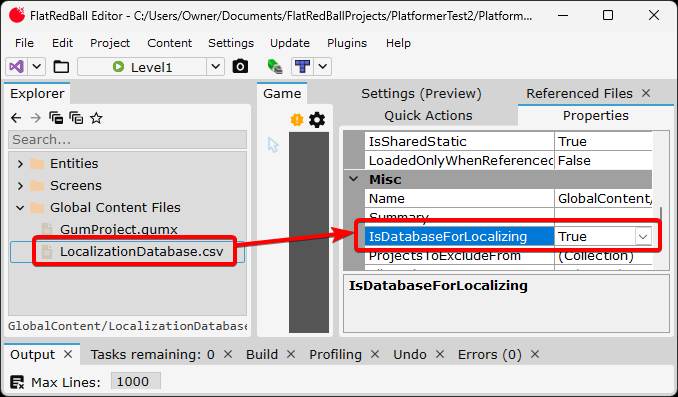 FlatRedBall Editor - C:/Users/Owner/Documents/FlatRedBallProjects/PlatformerTest2/Platform...
File Edit Project Content Settings Update Plugins Help
Level1
Explorer
Search...
Entities
Screens
Global Content Files
GumProject.gumx
LocalizationDatabase.csv
GlobalContent/LocalizationDatabase
Game
Settings (Preview) Referenced Files
Quick Actions Properties
IsSharedStatic True
LoadedOnlyWhenReferenced False
Misc
Name GlobalContent/
Summary
IsDatabaseForLocalizing True
ProjectsToExcludeFrom (Collection)
IsDatabaseForLocalizing
Output Tasks remaining: 0 Build Profiling Undo Errors (0)
Max Lines: 1000